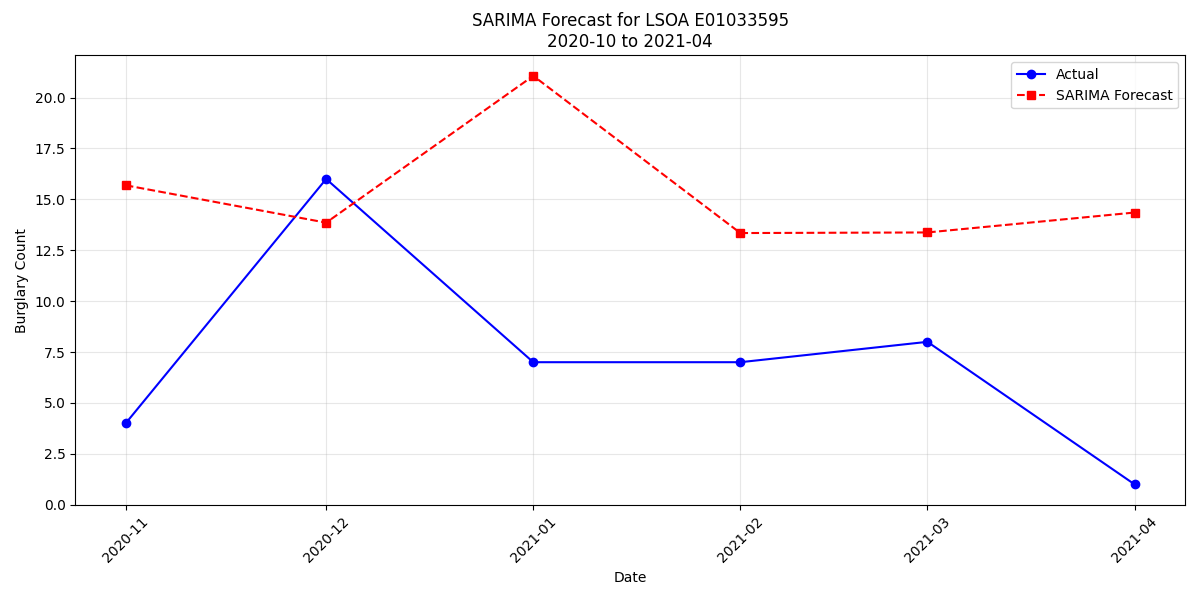 SARIMA Forecast for LSOA E01033595
2020-10 to 2021-04
Actual
SARIMA Forecast
Burglary Count
20.0
17.5
15.0
12.5
10.0
7.5
5.0
2.5
0.0
2020-11
2020-12
2021-01
2021-02
2021-03
2021-04
Date